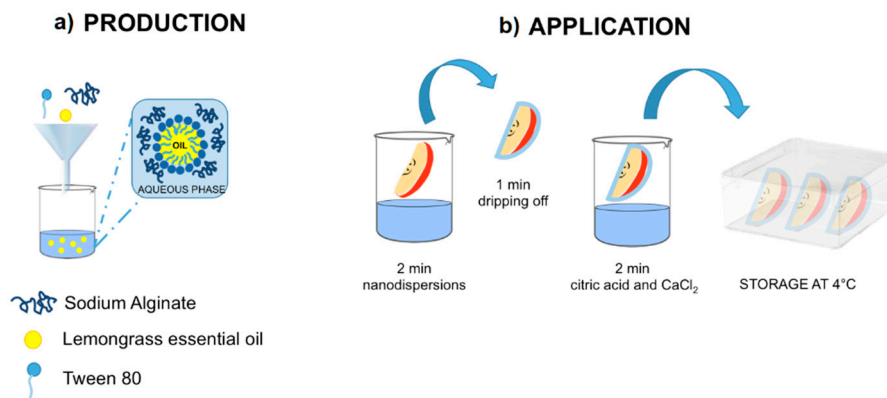 a) PRODUCTION
OIL
AQUEOUS PHASE
Sodium Alginate
Lemongrass essential oil
Tween 80
b) APPLICATION
1 min
dripping off
2 min
nanodispersions
2 min
citric acid and CaCl₂
STORAGE AT 4°C